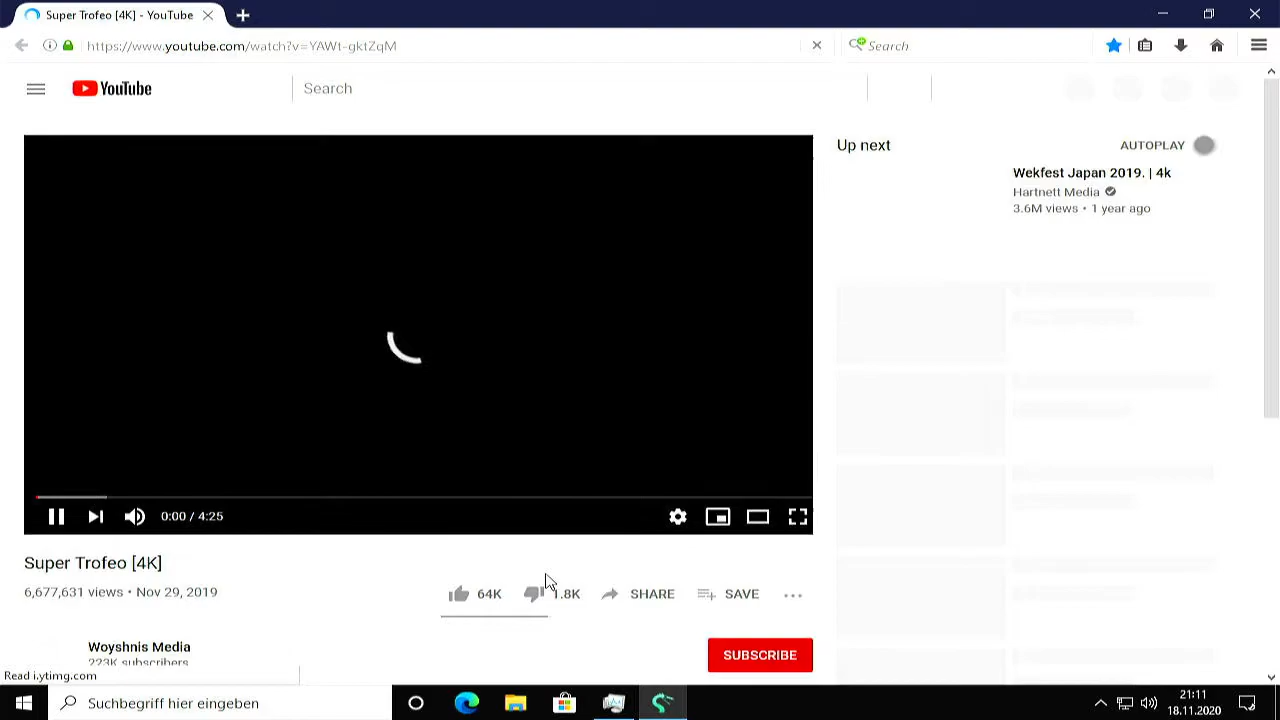 Super Trofeo [4K] - YouTube
https://www.youtube.com/watch?v=YAWt-gktZqM
Search
YouTube
Search
Up next
AUTOPLAY
Wekfest Japan 2019. | 4k
Hartnett Media
3.6M views • 1 year ago
0:00 / 4:25
Super Trofeo [4K]
6,677,631 views • Nov 29, 2019
64K
1.8K
SHARE
SAVE
Woyshnis Media
223K subscribers
SUBSCRIBE
Read i.ytimg.com
Suchbegriff hier eingeben
21:11
18.11.2020